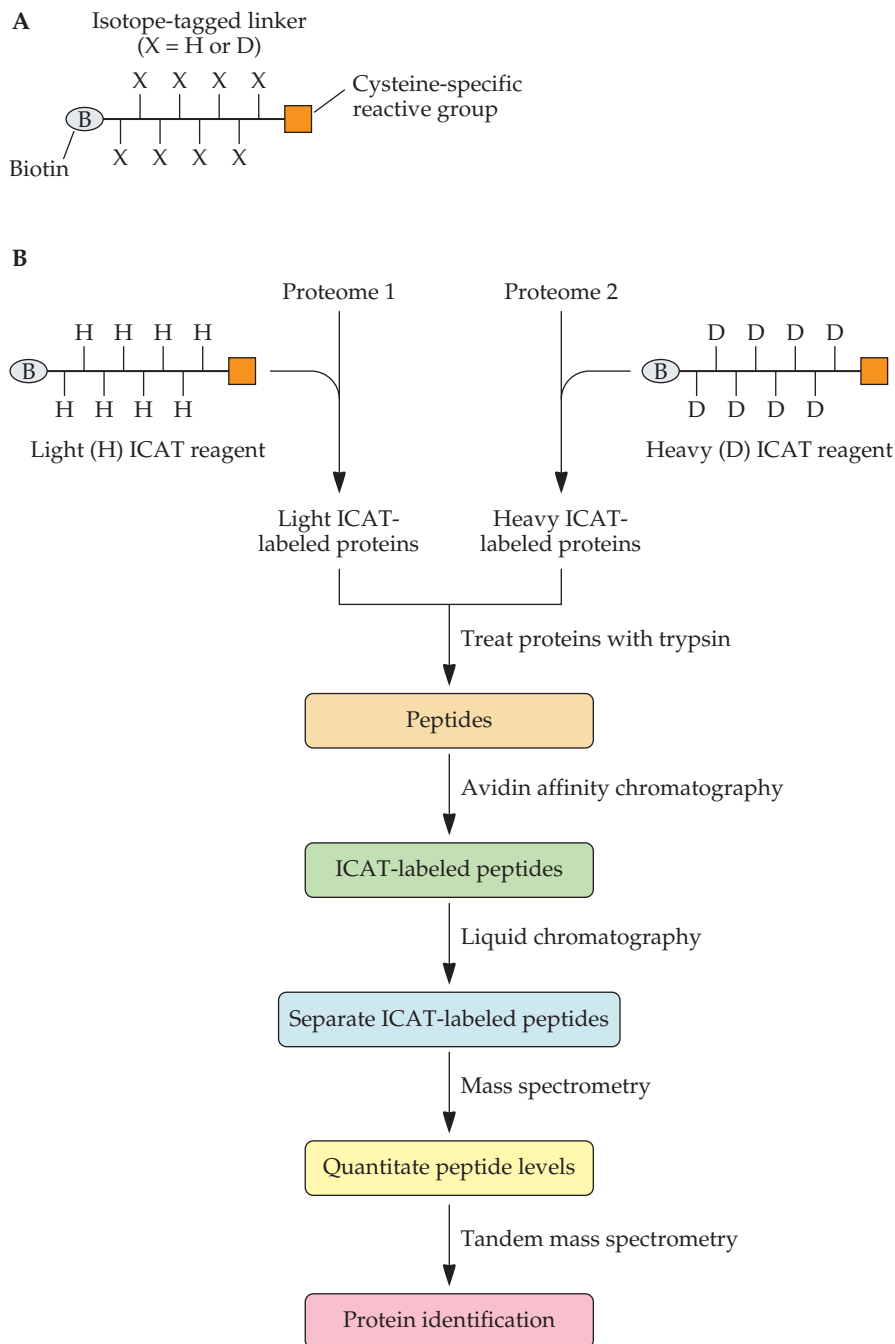 A
Isotope-tagged linker
(X = H or D)
X X X X
Cysteine-specific
reactive group
B
X X X X
Biotin
B
Proteome 1
Proteome 2
H H H H
D D D D
B
B
H H H H
D D D D
Light (H) ICAT reagent
Heavy (D) ICAT reagent
Light ICAT-
labeled proteins
Heavy ICAT-
labeled proteins
Treat proteins with trypsin
Peptides
Avidin affinity chromatography
ICAT-labeled peptides
Liquid chromatography
Separate ICAT-labeled peptides
Mass spectrometry
Quantitate peptide levels
Tandem mass spectrometry
Protein identification